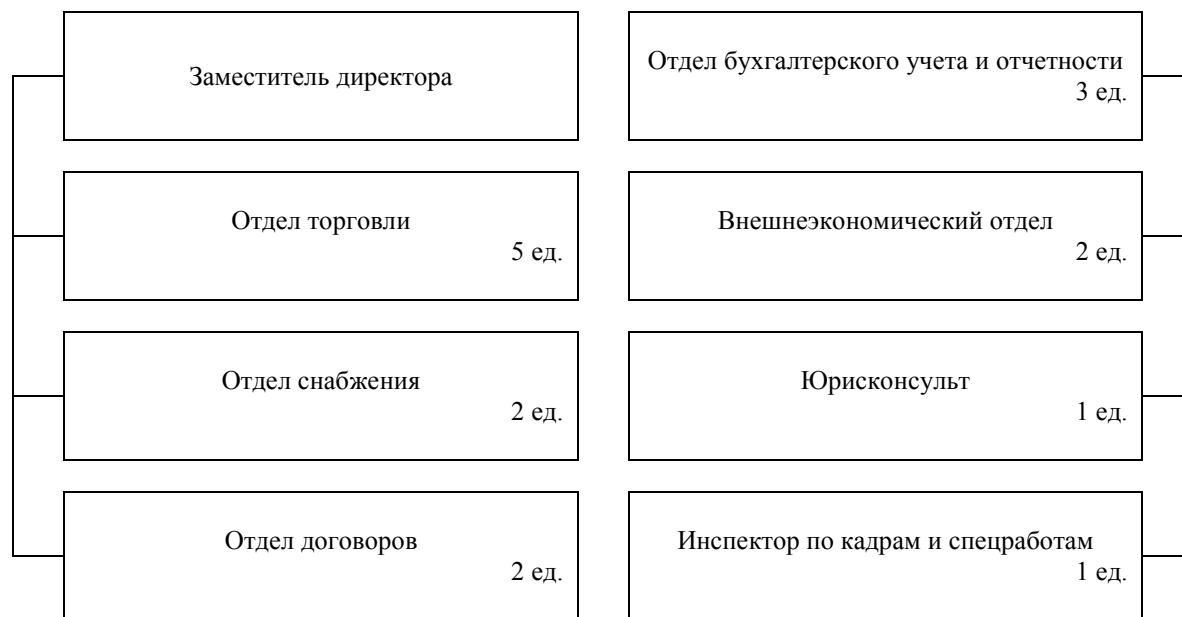 Заместитель директора
Отдел торговли
5 ед.
Отдел снабжения
2 ед.
Отдел договоров
2 ед.
Отдел бухгалтерского учета и отчетности
3 ед.
Внешнеэкономический отдел
2 ед.
Юрисконсульт
1 ед.
Инспектор по кадрам и спецработам
1 ед.